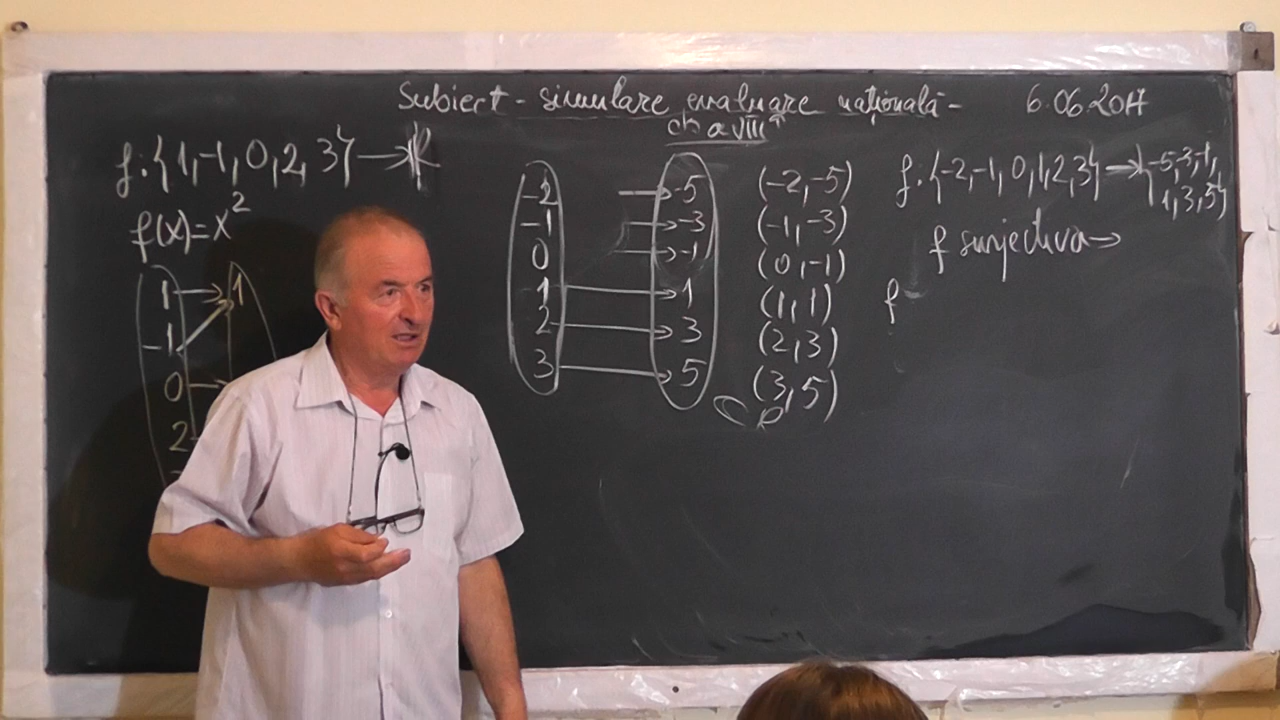 Subiect - simulare evaluare națională - 6.06.2017
cls a VIIIᵃ
f:{1,-1,0,2,3}→ℝ
f(x)=x²
1 → 1
-1
0 →
2
-2 → -5
-1 → -3
0 → -1
1 → 1
2 → 3
3 → 5
(-2,-5)
(-1,-3)
(0,-1)
(1,1)
(2,3)
(3,5)
f:{-2,-1,0,1,2,3}→{-5,-3,-1,
1,3,5}
f surjectiva→
f